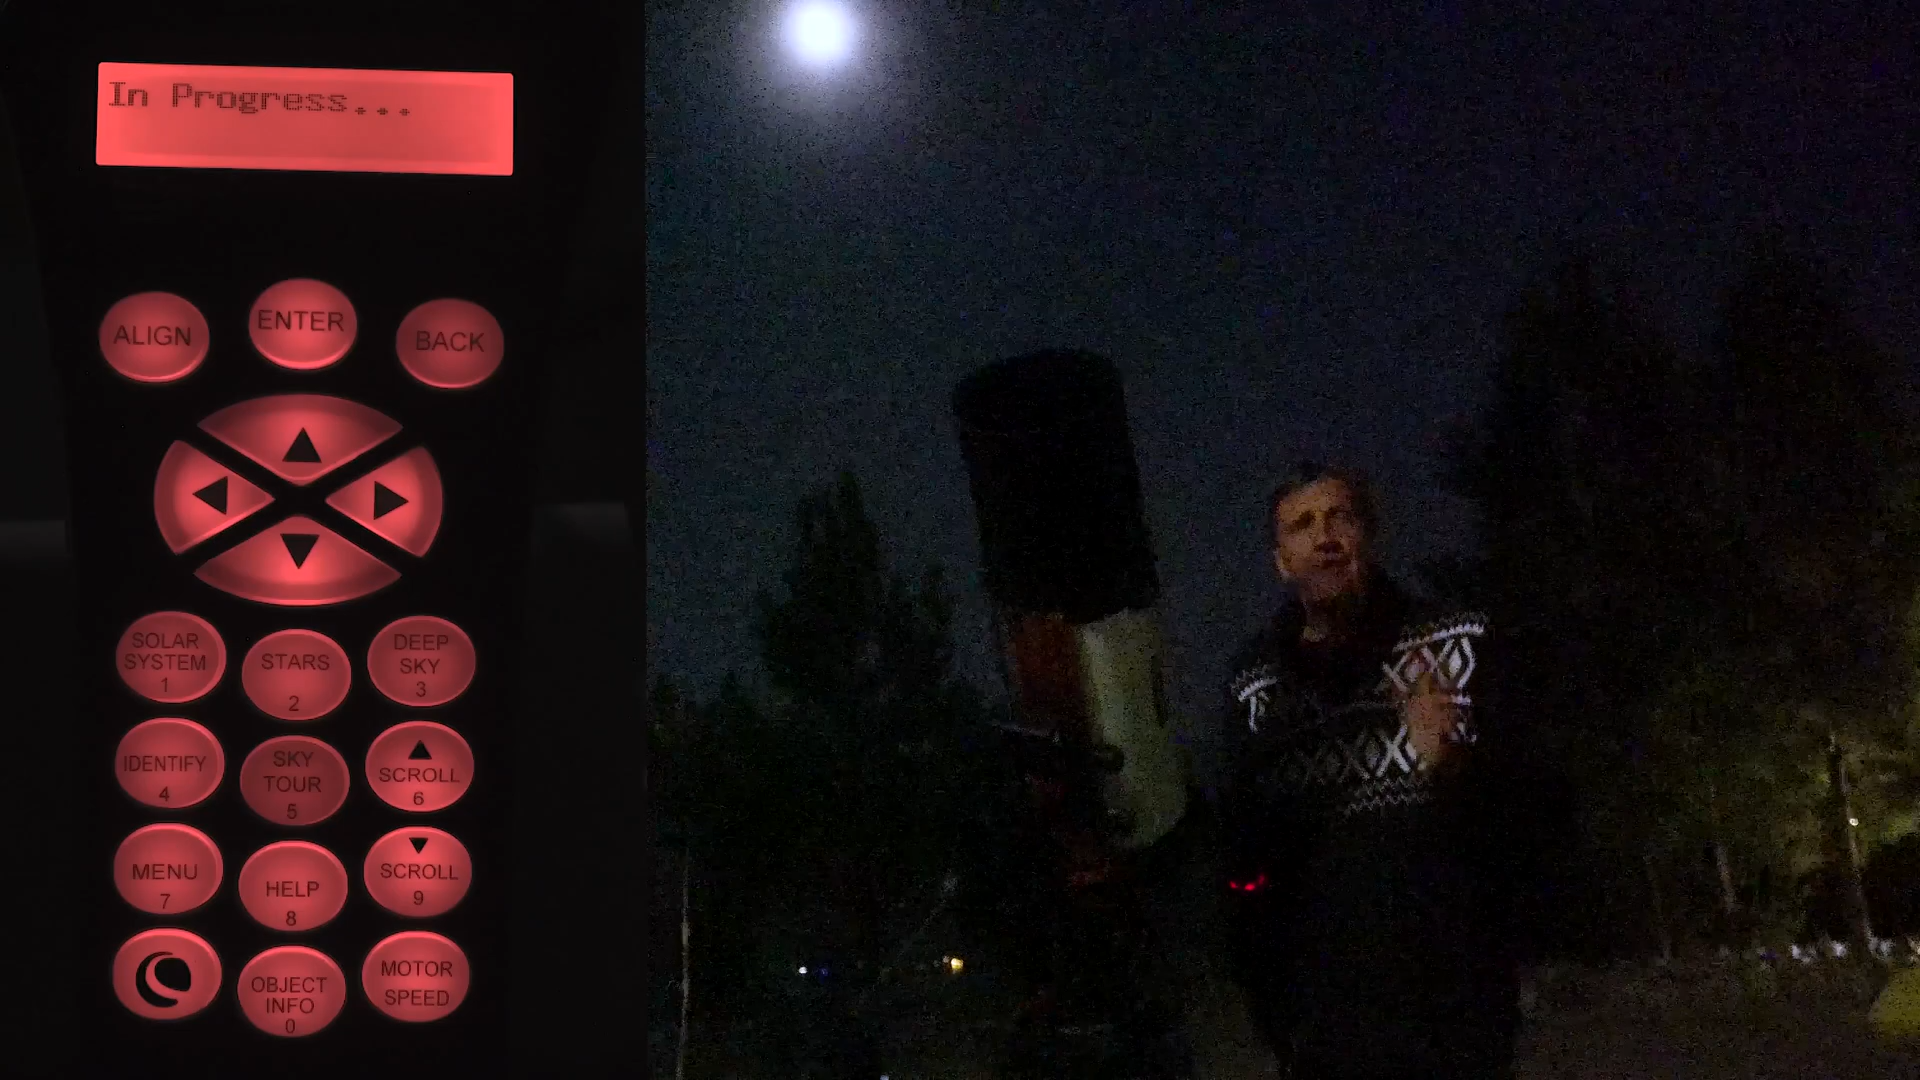 In Progress...
ALIGN
ENTER
BACK
SOLAR
SYSTEM
1
STARS
2
DEEP
SKY
3
IDENTIFY
4
SKY
TOUR
5
SCROLL
6
MENU
7
HELP
8
SCROLL
9
OBJECT
INFO
0
MOTOR
SPEED